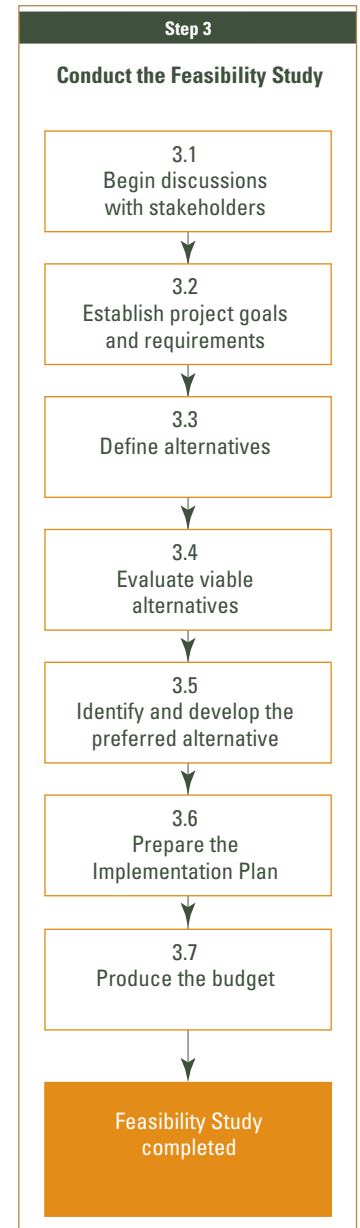 Step 3
Conduct the Feasibility Study
3.1
Begin discussions
with stakeholders
3.2
Establish project goals
and requirements
3.3
Define alternatives
3.4
Evaluate viable
alternatives
3.5
Identify and develop the
preferred alternative
3.6
Prepare the
Implementation Plan
3.7
Produce the budget
Feasibility Study
completed